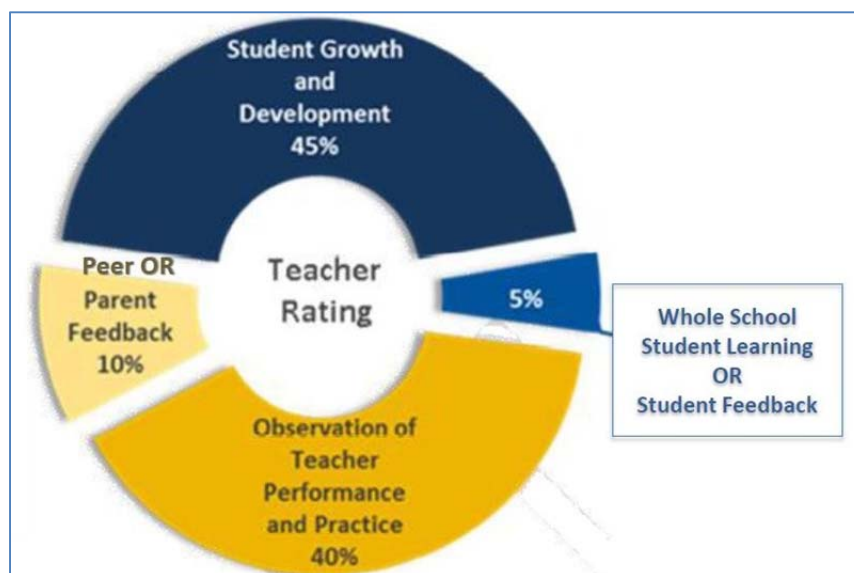 Student Growth
and
Development
45%
Peer OR
Parent
Feedback
10%
Teacher
Rating
5%
Whole School
Student Learning
OR
Student Feedback
Observation of
Teacher
Performance
and Practice
40%